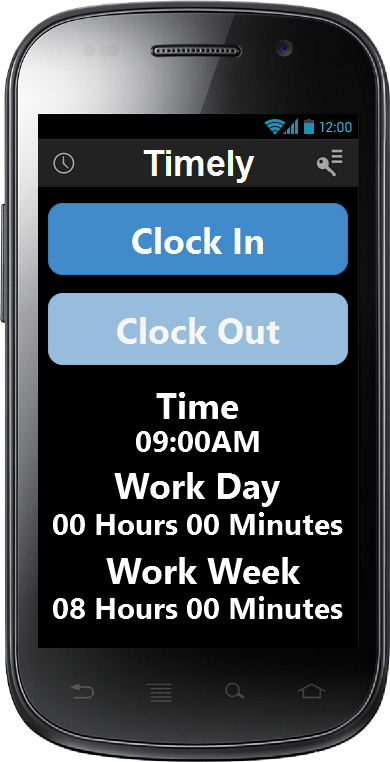 12:00
Timely
Clock In
Clock Out
Time
09:00AM
Work Day
00 Hours 00 Minutes
Work Week
08 Hours 00 Minutes